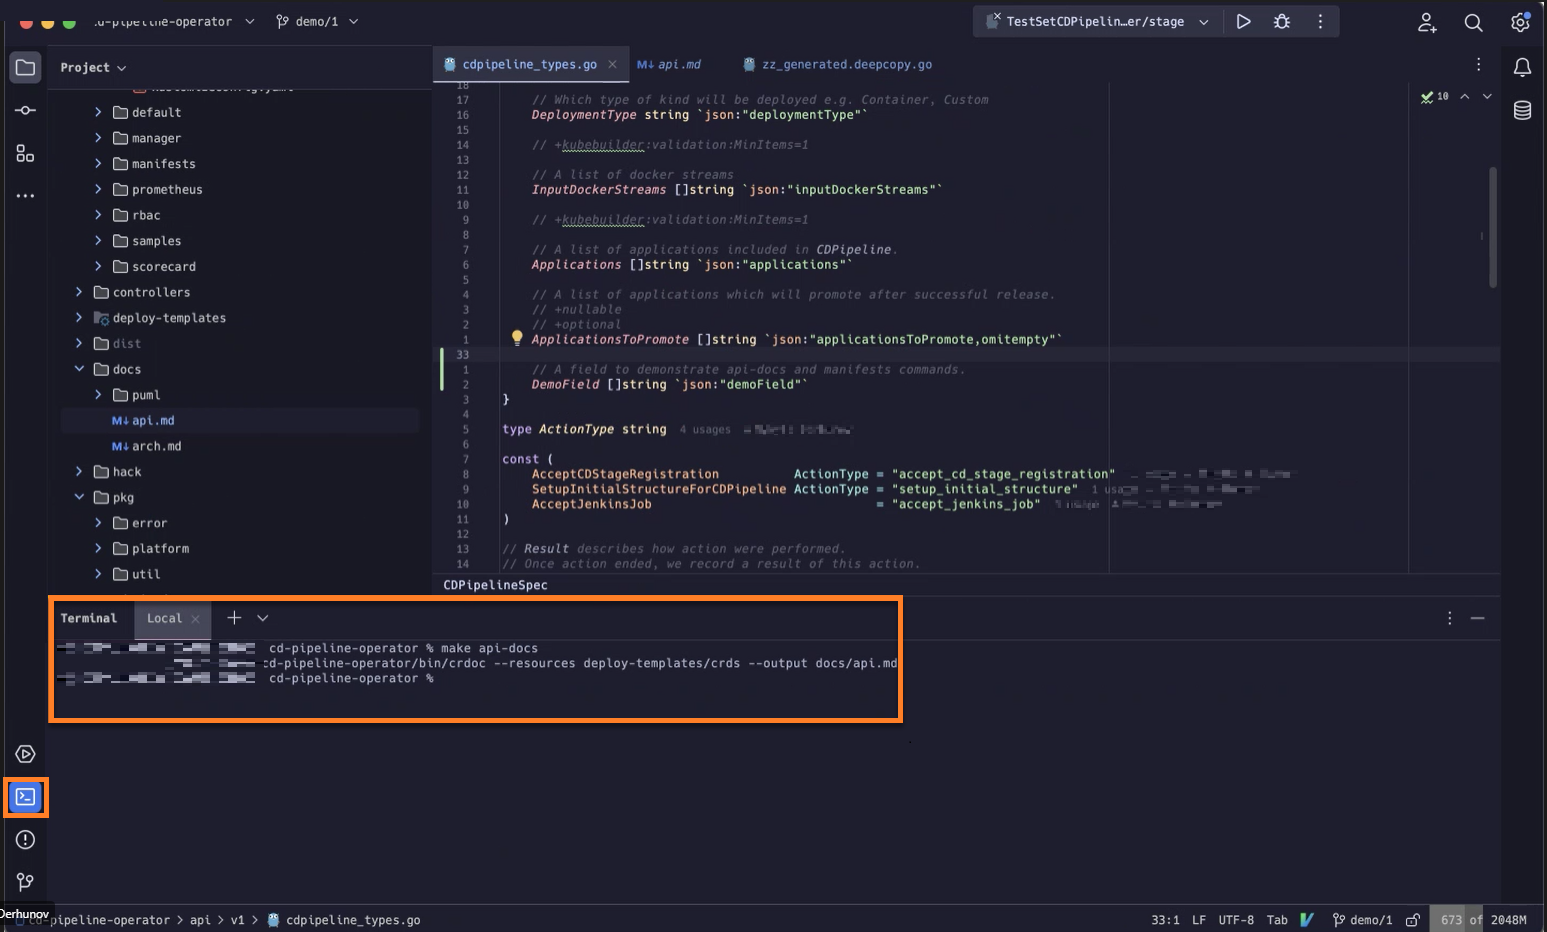 cd-pipeline-operator demo/1 TestSetCDPipelin…er/stage
Project
default
manager
manifests
prometheus
rbac
samples
scorecard
controllers
deploy-templates
dist
docs
puml
M↓ api.md
M↓ arch.md
hack
pkg
error
platform
util
cdpipeline_types.go M↓ api.md zz_generated.deepcopy.go
10
18
17 // Which type of kind will be deployed e.g. Container, Custom
16 DeploymentType string `json:"deploymentType"`
15
14 // +kubebuilder:validation:MinItems=1
13
12 // A list of docker streams
11 InputDockerStreams []string `json:"inputDockerStreams"`
10
9 // +kubebuilder:validation:MinItems=1
8
7 // A list of applications included in CDPipeline.
6 Applications []string `json:"applications"`
5
4 // A list of applications which will promote after successful release.
3 // +nullable
2 // +optional
1 ApplicationsToPromote []string `json:"applicationsToPromote,omitempty"`
33
1 // A field to demonstrate api-docs and manifests commands.
2 DemoField []string `json:"demoField"`
3 }
4
5 type ActionType string 4 usages
6
7 const (
8 AcceptCDStageRegistration ActionType = "accept_cd_stage_registration"
9 SetupInitialStructureForCDPipeline ActionType = "setup_initial_structure" 1 usa
10 AcceptJenkinsJob = "accept_jenkins_job"
11 )
12
13 // Result describes how action were performed.
14 // Once action ended, we record a result of this action.
CDPipelineSpec
Terminal Local
cd-pipeline-operator % make api-docs
cd-pipeline-operator/bin/crdoc --resources deploy-templates/crds --output docs/api.md
cd-pipeline-operator %
Derhunov
cd-pipeline-operator > api > v1 > cdpipeline_types.go 33:1 LF UTF-8 Tab demo/1 673 of 2048M